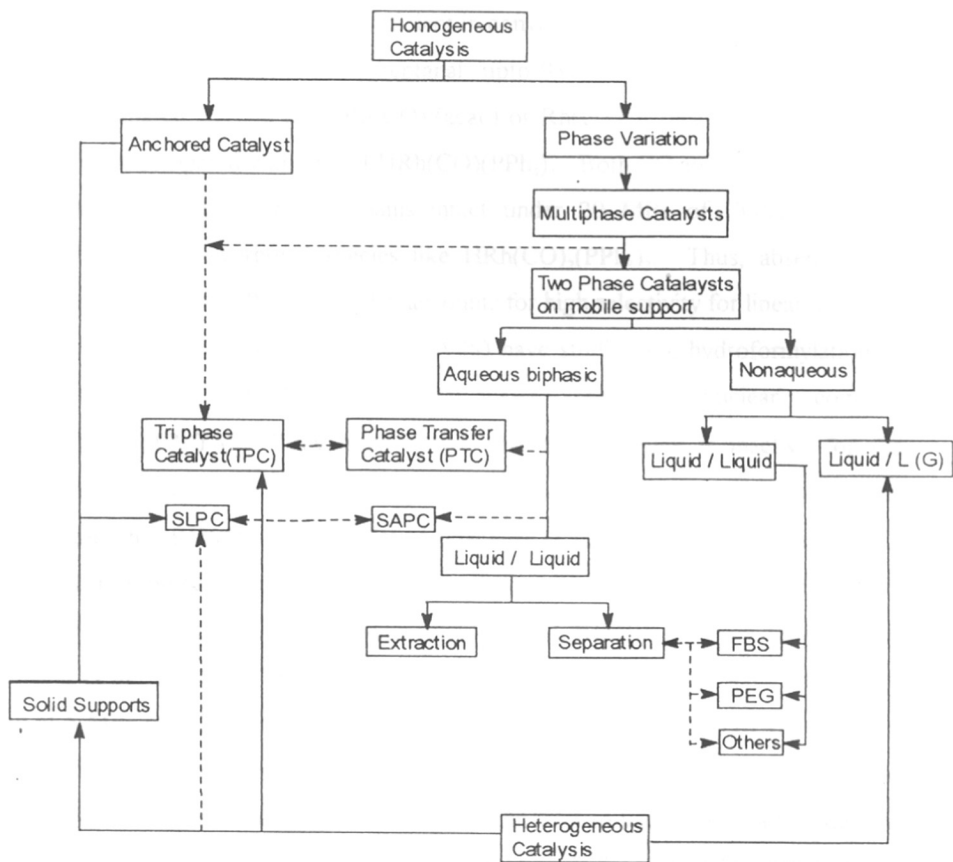 Homogeneous
Catalysis
Anchored Catalyst
Phase Variation
Multiphase Catalysts
Two Phase Catalaysts
on mobile support
Aqueous biphasic
Nonaqueous
Tri phase
Catalyst(TPC)
Phase Transfer
Catalyst (PTC)
Liquid / Liquid
Liquid / L (G)
SLPC
SAPC
Liquid / Liquid
Extraction
Separation
FBS
PEG
Others
Solid Supports
Heterogeneous
Catalysis